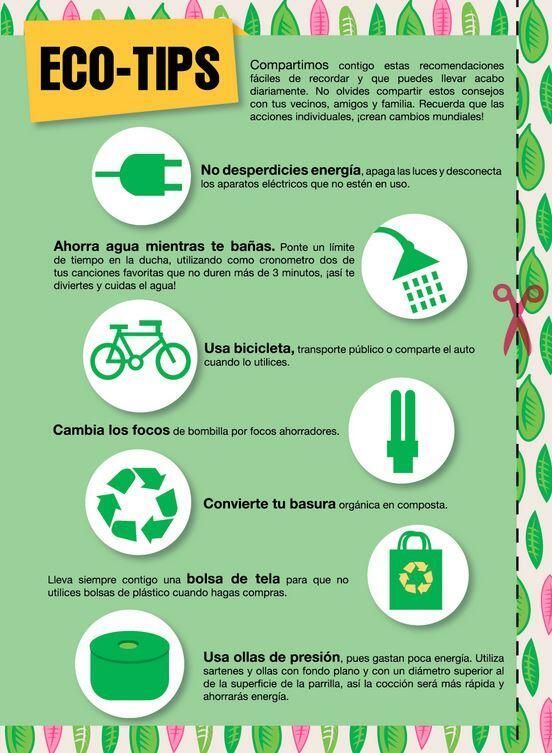 ECO-TIPS
Compartimos contigo estas recomendaciones
fáciles de recordar y que puedes llevar acabo
diariamente. No olvides compartir estos consejos
con tus vecinos, amigos y familia. Recuerda que las
acciones individuales, ¡crean cambios mundiales!
No desperdicies energía, apaga las luces y desconecta
los aparatos eléctricos que no estén en uso.
Ahorra agua mientras te bañas. Ponte un límite
de tiempo en la ducha, utilizando como cronometro dos de
tus canciones favoritas que no duren más de 3 minutos, ¡así te
diviertes y cuidas el agua!
Usa bicicleta, transporte público o comparte el auto
cuando lo utilices.
Cambia los focos de bombilla por focos ahorradores.
Convierte tu basura orgánica en composta.
Lleva siempre contigo una bolsa de tela para que no
utilices bolsas de plástico cuando hagas compras.
Usa ollas de presión, pues gastan poca energía. Utiliza
sartenes y ollas con fondo plano y con un diámetro superior al
de la superficie de la parrilla, así la cocción será más rápida y
ahorrarás energía.